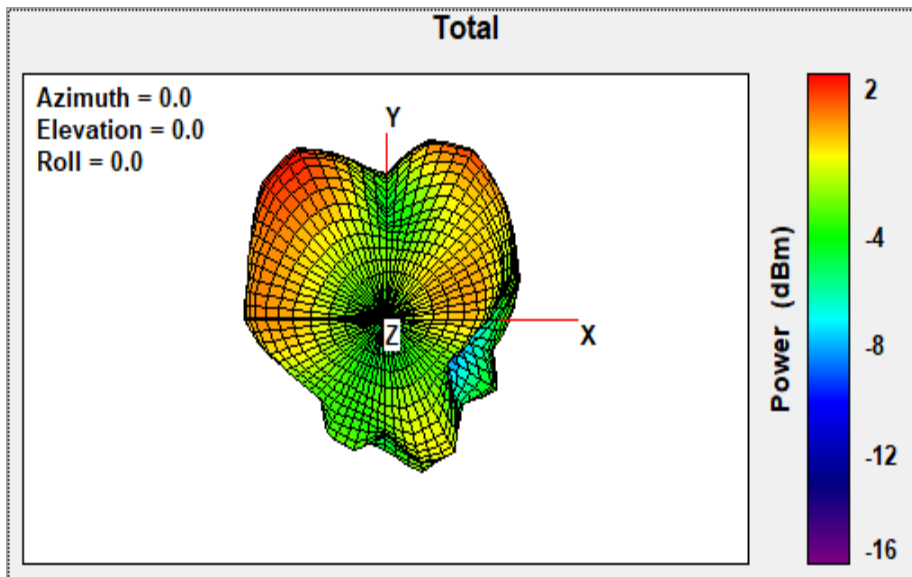 Total
Azimuth = 0.0
Elevation = 0.0
Roll = 0.0
Y
X
Z
2
-4
-8
-12
-16
Power (dBm)